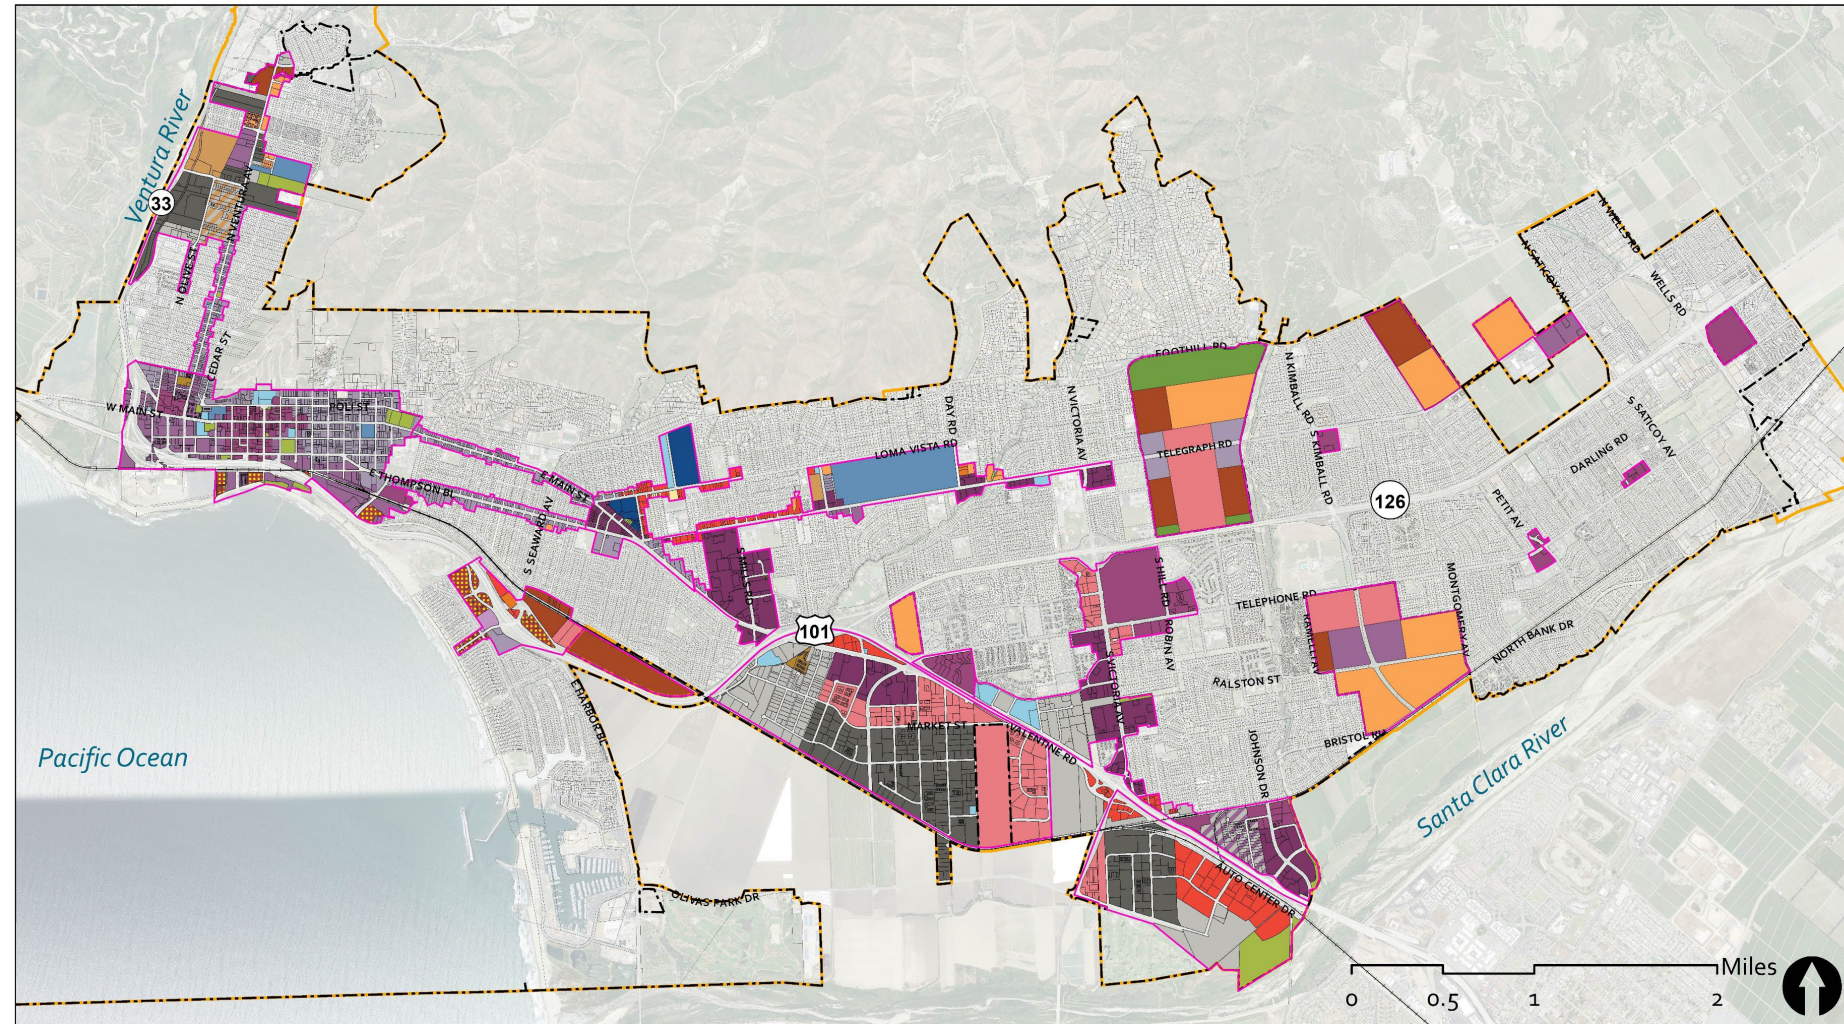 Ventura River
33
N VENTURA AV
N OLIVE ST
CEDAR ST
W MAIN ST
POLI ST
E THOMPSON BL
E MAIN ST
S SEAWARD AV
LOMA VISTA RD
DAY RD
N VICTORIA AV
FOOTHILL RD
TELEGRAPH RD
N KIMBALL RD
S KIMBALL RD
N WELLS RD
N SATICOY AV
WELLS RD
S SATICOY AV
DARLING RD
126
PETIT AV
S MILLS RD
S HILL RD
TELEPHONE RD
MONTGOMERY AV
RAMELLI AV
NORTH BANK DR
101
ROBIN AV
S VICTORIA AV
RALSTON ST
E HARBOR BL
MARKET ST
VALENTINE RD
JOHNSON DR
BRISTOL RD
Santa Clara River
Pacific Ocean
AUTO CENTER DR
OLIVAS PARK DR
Miles
0 0.5 1 2